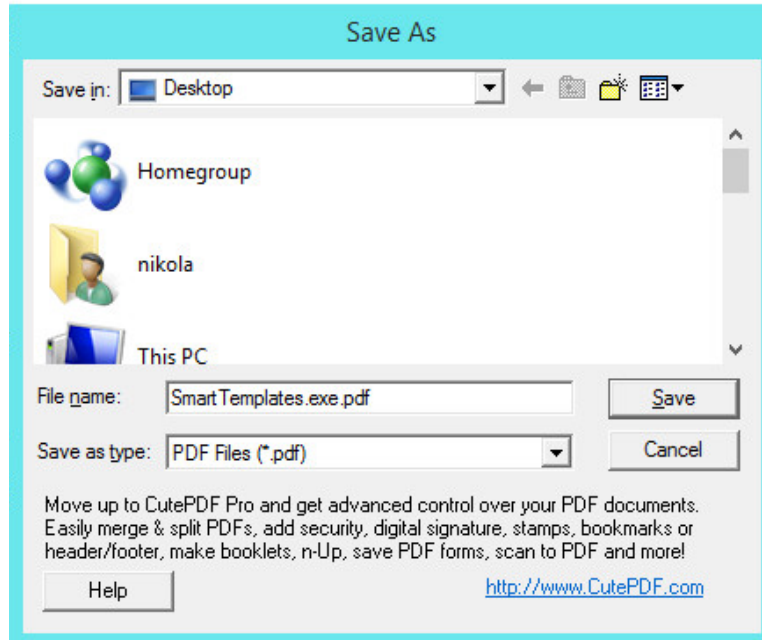 Save As
Save in: Desktop
Homegroup
nikola
This PC
File name: SmartTemplates.exe.pdf Save
Save as type: PDF Files (*.pdf) Cancel
Move up to CutePDF Pro and get advanced control over your PDF documents.
Easily merge & split PDFs, add security, digital signature, stamps, bookmarks or
header/footer, make booklets, n-Up, save PDF forms, scan to PDF and more!
Help http://www.CutePDF.com